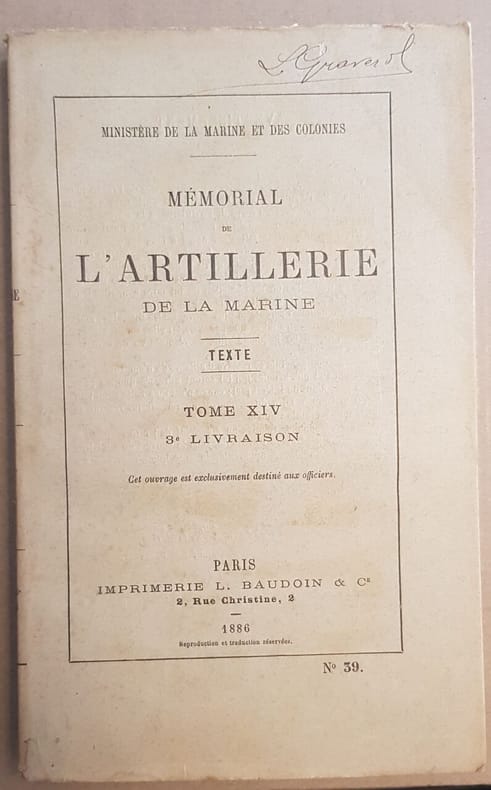 MINISTÈRE DE LA MARINE ET DES COLONIES
MÉMORIAL
DE
L'ARTILLERIE
DE LA MARINE
TEXTE
TOME XIV
3e LIVRAISON
Cet ouvrage est exclusivement destiné aux officiers.
PARIS
IMPRIMERIE L. BAUDOIN & Ce
2, Rue Christine, 2
1886
Reproduction et traduction réservées.
No 39.